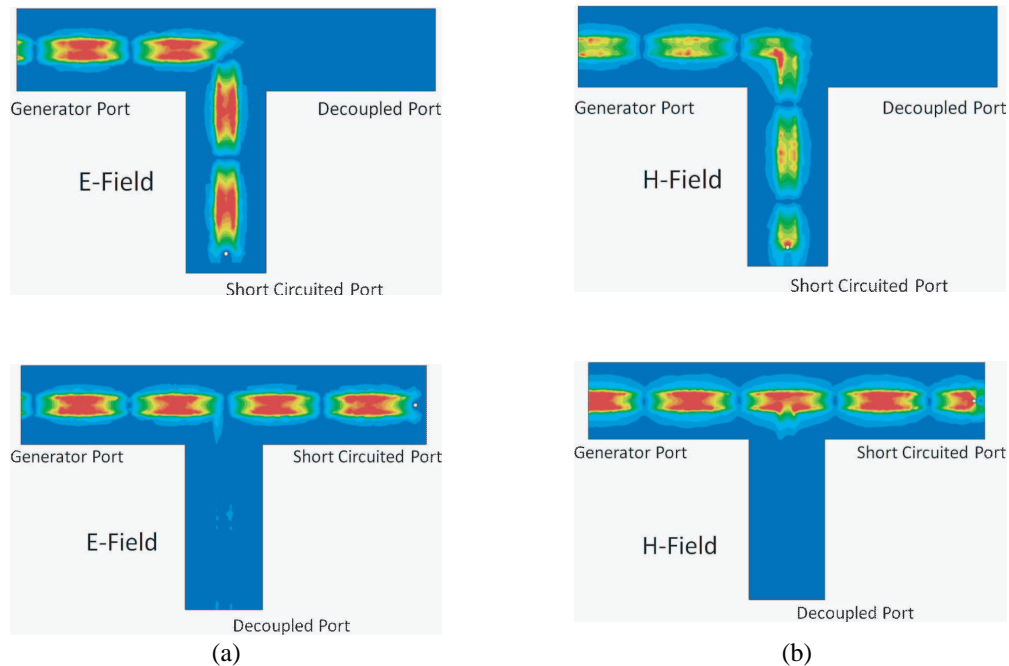 Generator Port
Decoupled Port
E-Field
Short Circuited Port
Generator Port
Decoupled Port
H-Field
Short Circuited Port
Generator Port
Short Circuited Port
E-Field
Decoupled Port
Generator Port
Short Circuited Port
H-Field
Decoupled Port
(a)
(b)